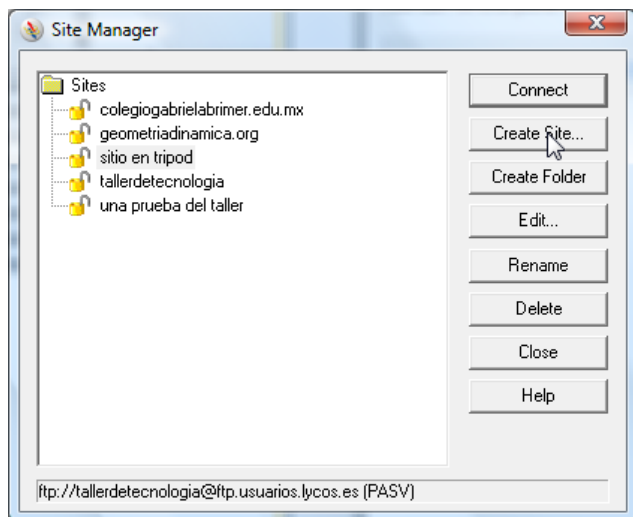 Site Manager
Sites
colegiogabrielabrimer.edu.mx
geometriadinamica.org
sitio en tripod
tallerdetecnologia
una prueba del taller
Connect
Create Site...
Create Folder
Edit...
Rename
Delete
Close
Help
ftp://tallerdetecnologia@ftp.usuarios.lycos.es (PASV)